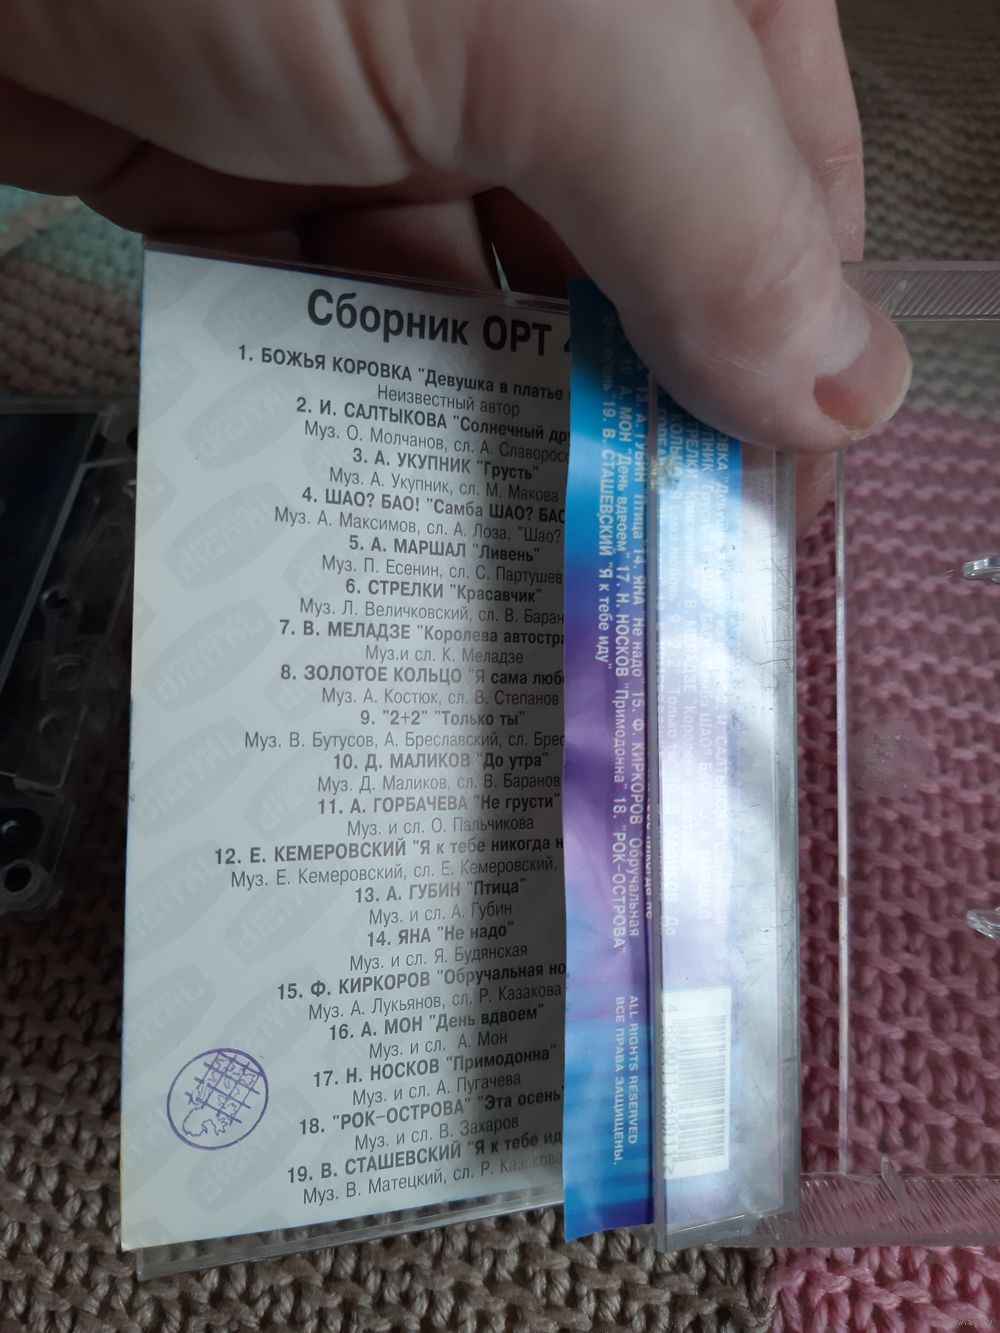 Сборник ОРТ
1. БОЖЬЯ КОРОВКА "Девушка в платье
Неизвестный автор
2. И. САЛТЫКОВА "Солнечный др
Муз. О. Молчанов, сл. А. Славоросс
3. А. УКУПНИК "Грусть"
Муз. А. Укупник, сл. М. Макова
4. ШАО? БАО! "Самба ШАО? БАО
Муз. А. Максимов, сл. А. Лоза, "Шао?
5. А. МАРШАЛ "Ливень"
Муз. П. Есенин, сл. С. Партушев
6. СТРЕЛКИ "Красавчик"
Муз. Л. Величковский, сл. В. Баран
7. В. МЕЛАДЗЕ "Королева автостра
Муз.и сл. К. Меладзе
8. ЗОЛОТОЕ КОЛЬЦО "Я сама любо
Муз. А. Костюк, сл. В. Степанов
9. "2+2" "Только ты"
Муз. В. Бутусов, А. Бреславский, сл. Брес
10. Д. МАЛИКОВ "До утра"
Муз. Д. Маликов, сл. В. Баранов
11. А. ГОРБАЧЕВА "Не грусти"
Муз. и сл. О. Пальчикова
12. Е. КЕМЕРОВСКИЙ "Я к тебе никогда н
Муз. Е. Кемеровский, сл. Е. Кемеровский,
13. А. ГУБИН "Птица"
Муз. и сл. А. Губин
14. ЯНА "Не надо"
Муз. и сл. Я. Будянская
15. Ф. КИРКОРОВ "Обручальная
Муз. А. Лукьянов, сл. Р. Казакова
16. А. МОН "День вдвоем"
Муз. и сл. А. Мон
17. Н. НОСКОВ "Примодонна"
Муз. и сл. А. Пугачева
18. "РОК-ОСТРОВА" "Эта осень"
Муз. и сл. В. Захаров
19. В. СТАШЕВСКИЙ "Я к тебе ид
Муз. В. Матецкий, сл. Р. Казакова
13. А. ГУБИН Птица 14. ЯНА Не надо 15. Ф. КИРКОРОВ Обручальная
16. А. МОН "День вдвоем" 17. Н. НОСКОВ "Примодонна" 18. "РОК-ОСТРОВА"
Эта осень "19. В. СТАШЕВСКИЙ "Я к тебе иду"
ALL RIGHTS RESERVED
ВСЕ ПРАВА ЗАЩИЩЕНЫ.